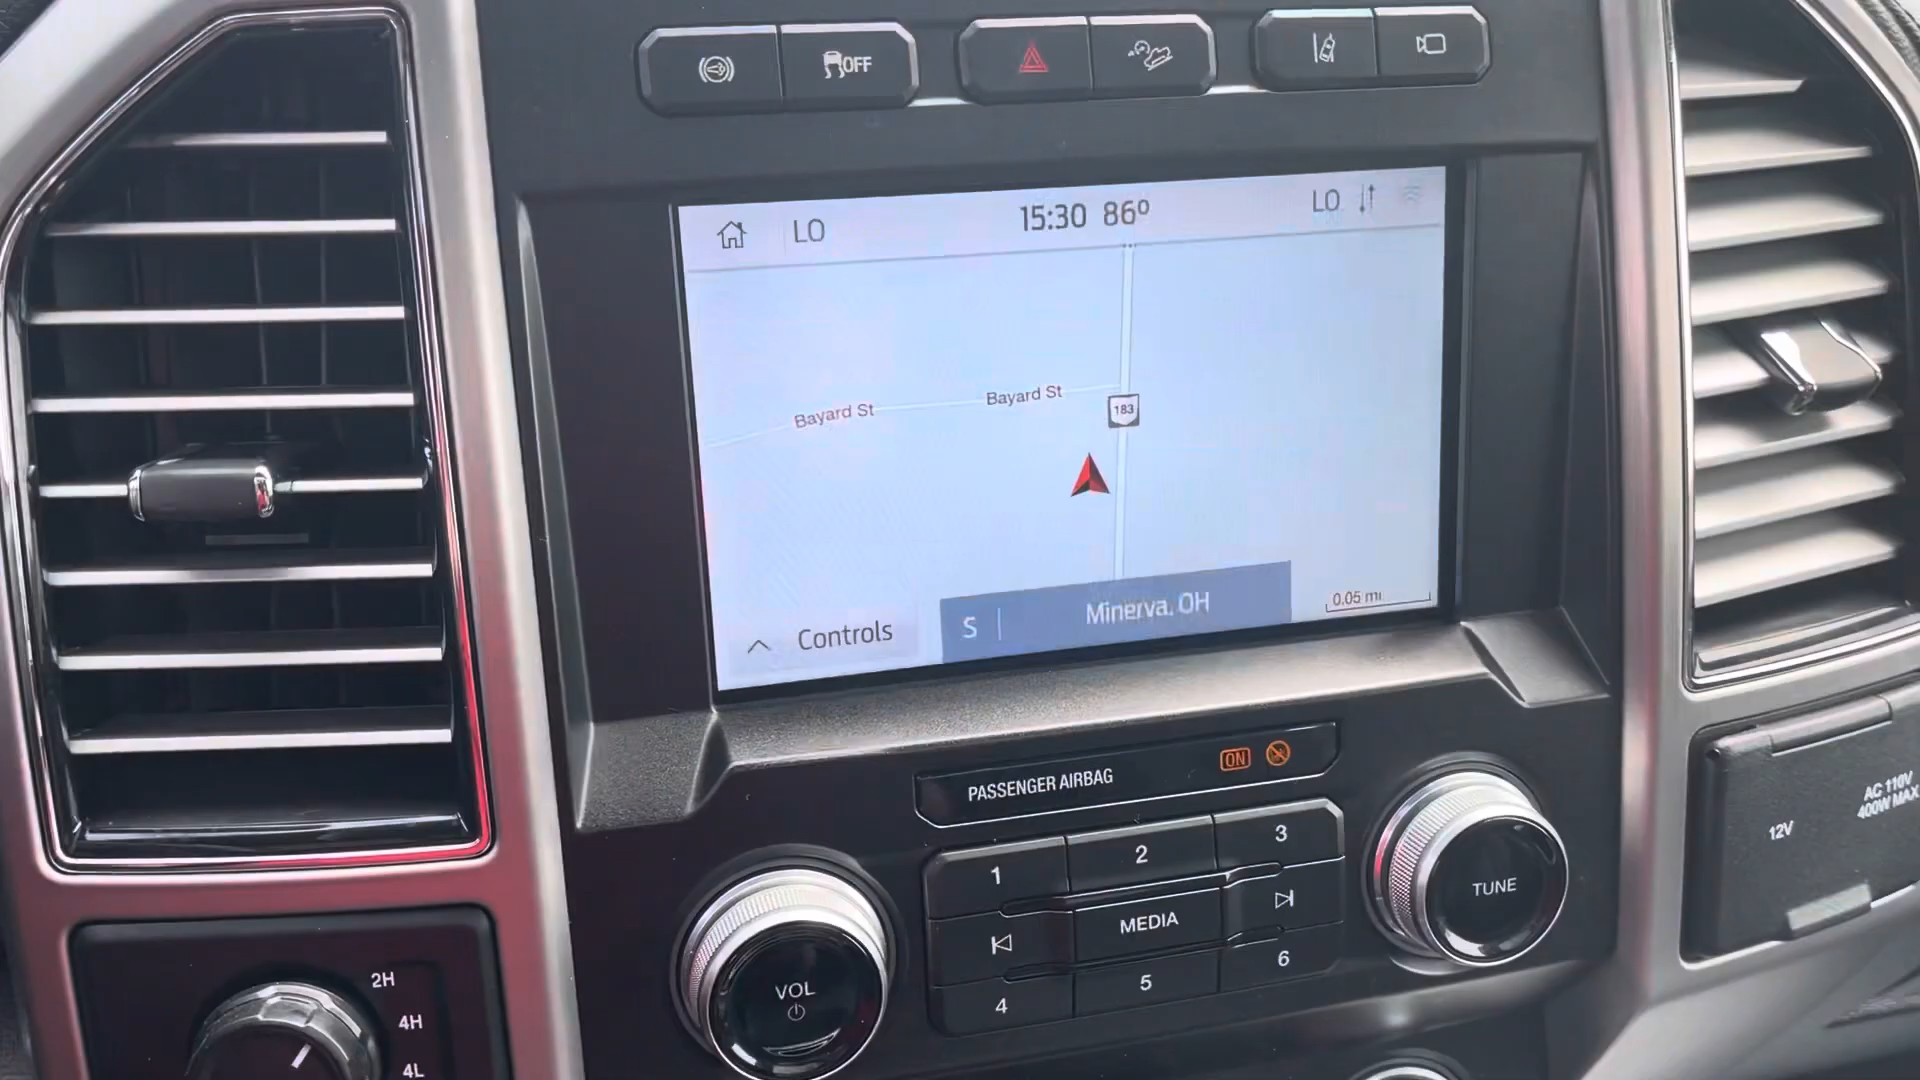 OFF
LO
15:30 86°
LO
Bayard St
Bayard St
183
Controls
S
Minerva, OH
0.05 mi
PASSENGER AIRBAG
ON
1
2
3
MEDIA
4
5
6
VOL
TUNE
12V
AC 110V
400W MAX
2H
4H
4L